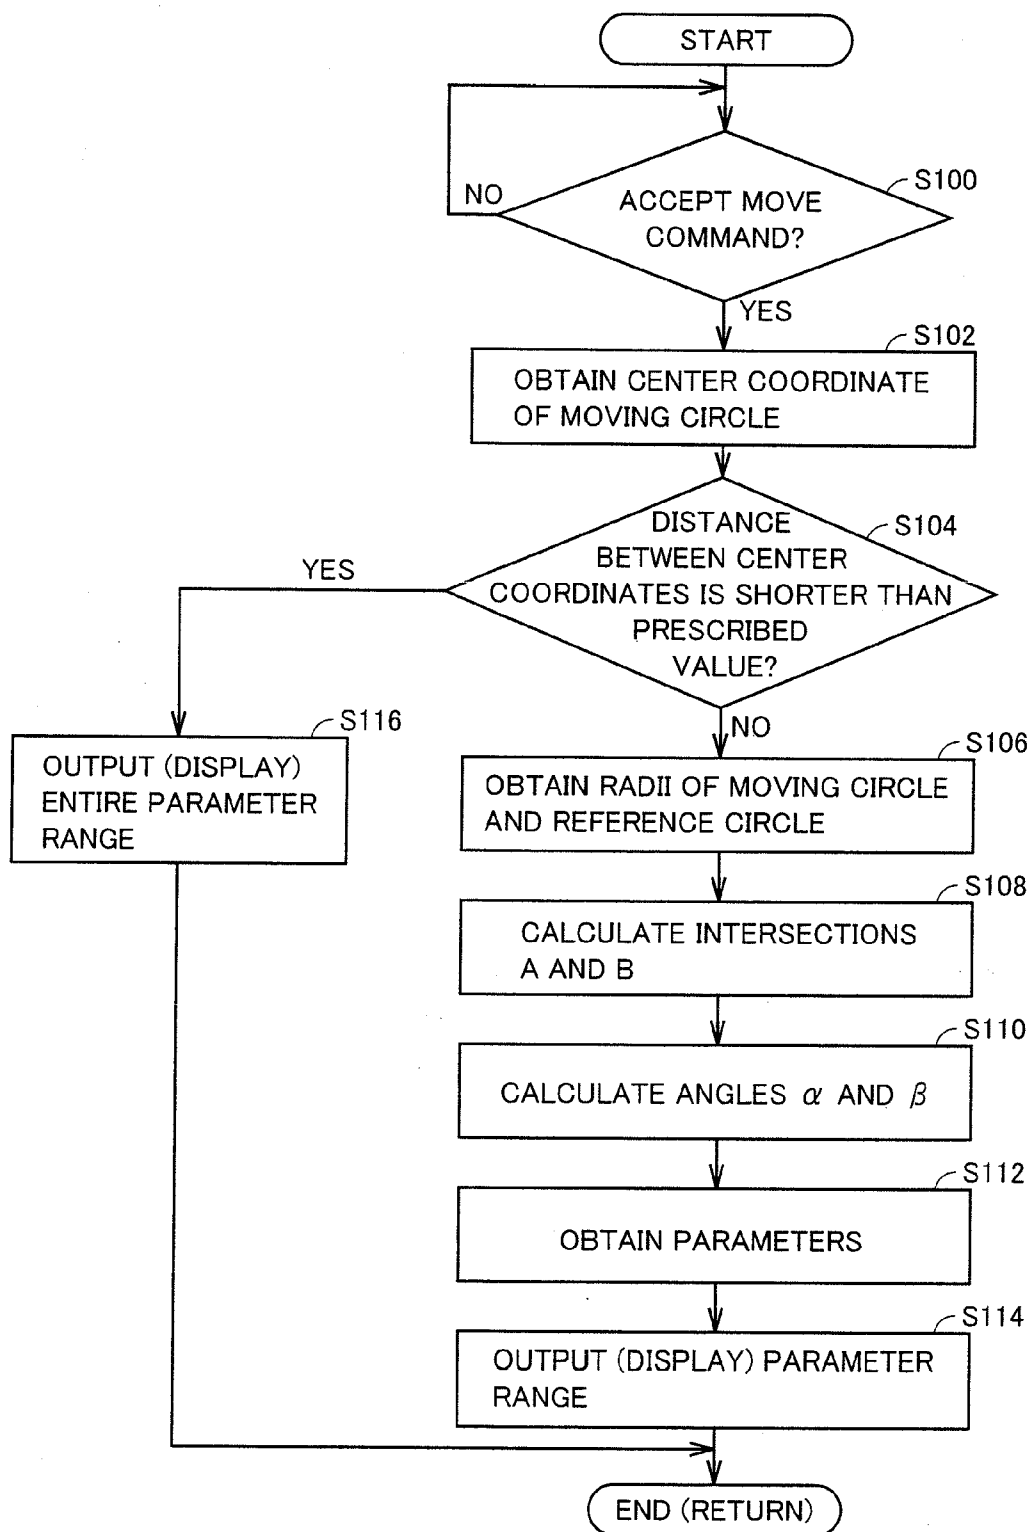 START
S100
NO
ACCEPT MOVE
COMMAND?
YES
S102
OBTAIN CENTER COORDINATE
OF MOVING CIRCLE
S104
DISTANCE
BETWEEN CENTER
COORDINATES IS SHORTER THAN
PRESCRIBED
VALUE?
YES
NO
S116
OUTPUT (DISPLAY)
ENTIRE PARAMETER
RANGE
S106
OBTAIN RADII OF MOVING CIRCLE
AND REFERENCE CIRCLE
S108
CALCULATE INTERSECTIONS
A AND B
S110
CALCULATE ANGLES α AND β
S112
OBTAIN PARAMETERS
S114
OUTPUT (DISPLAY) PARAMETER
RANGE
END (RETURN)